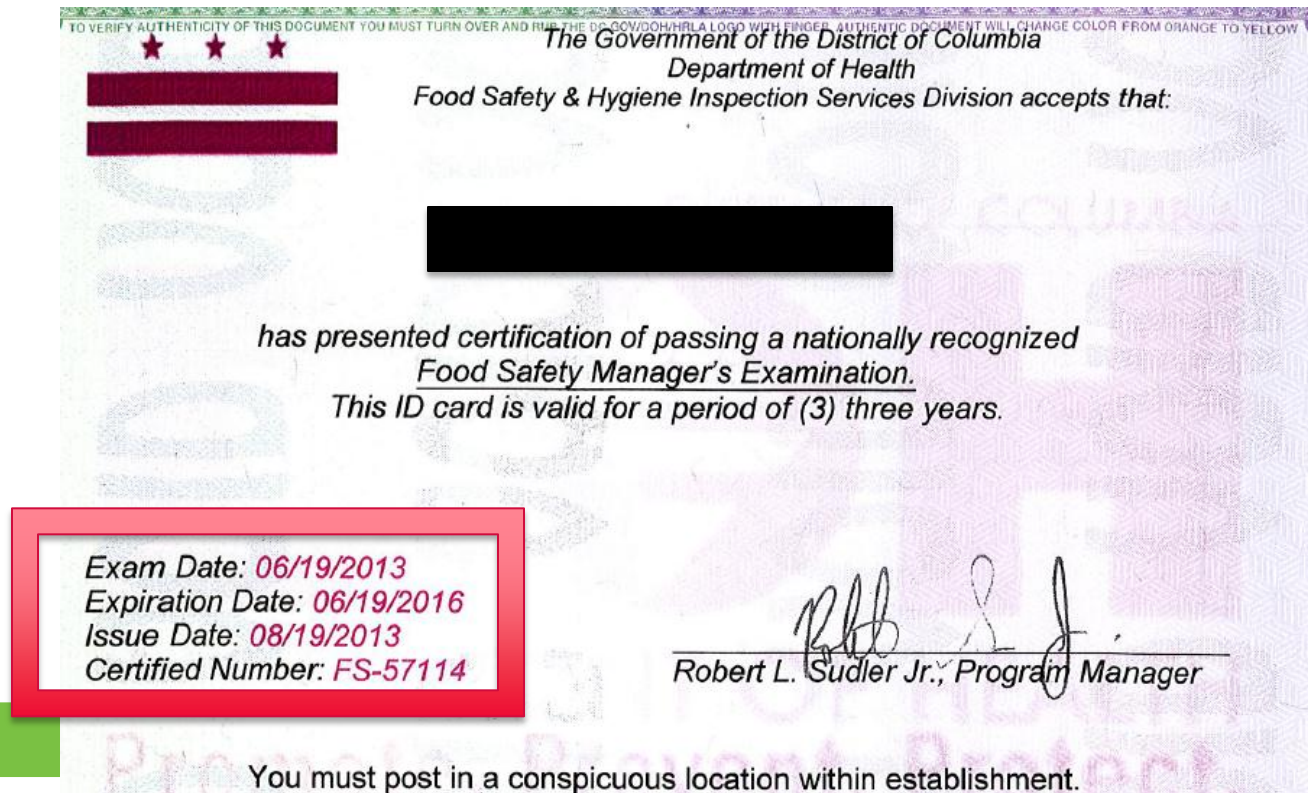 TO VERIFY AUTHENTICITY OF THIS DOCUMENT YOU MUST TURN OVER AND RUB THE DC.GOV/DOH/HRLA LOGO WITH FINGER. AUTHENTIC DOCUMENT WILL CHANGE COLOR FROM ORANGE TO YELLOW
The Government of the District of Columbia
Department of Health
Food Safety & Hygiene Inspection Services Division accepts that:
has presented certification of passing a nationally recognized
Food Safety Manager's Examination.
This ID card is valid for a period of (3) three years.
Exam Date: 06/19/2013
Expiration Date: 06/19/2016
Issue Date: 08/19/2013
Certified Number: FS-57114
Robert L. Sudler Jr., Program Manager
OF HEALTH
Promote Prevent Protect
You must post in a conspicuous location within establishment.